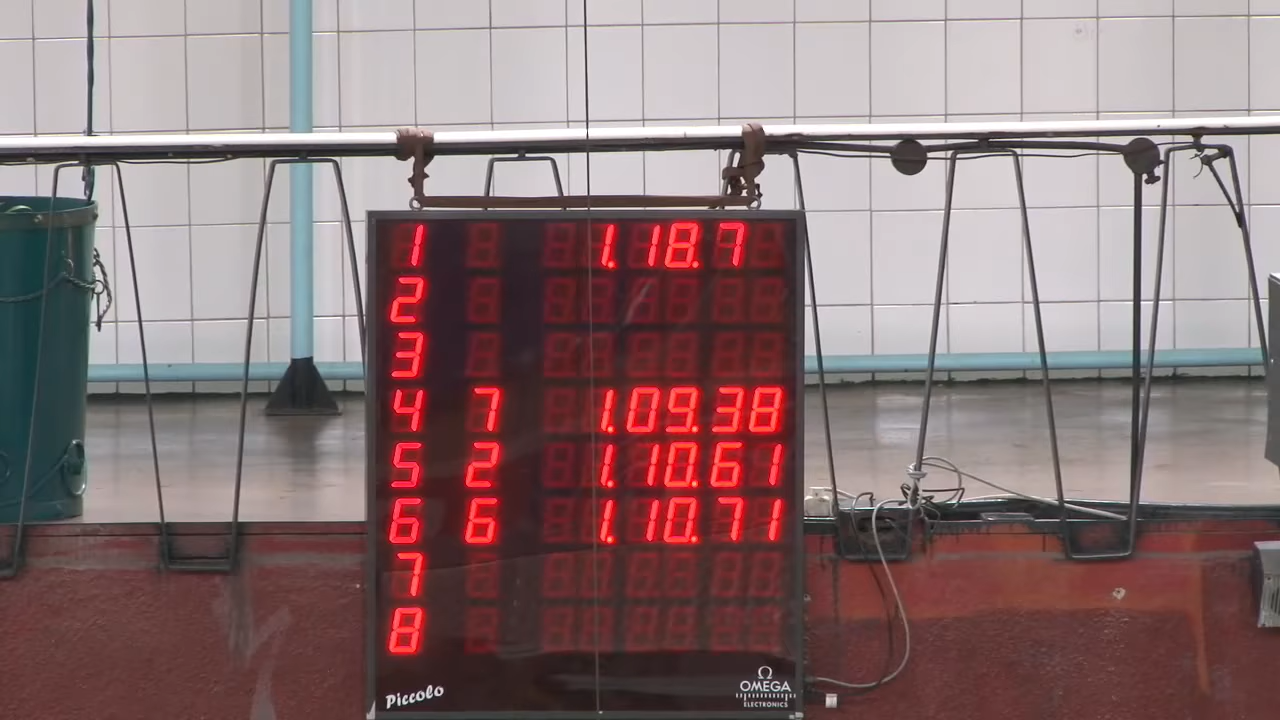 1 1.18.7
2
3
4 7 1.09.38
5 2 1.10.61
6 6 1.10.71
7
8
Piccolo
Ω
OMEGA
ELECTRONICS